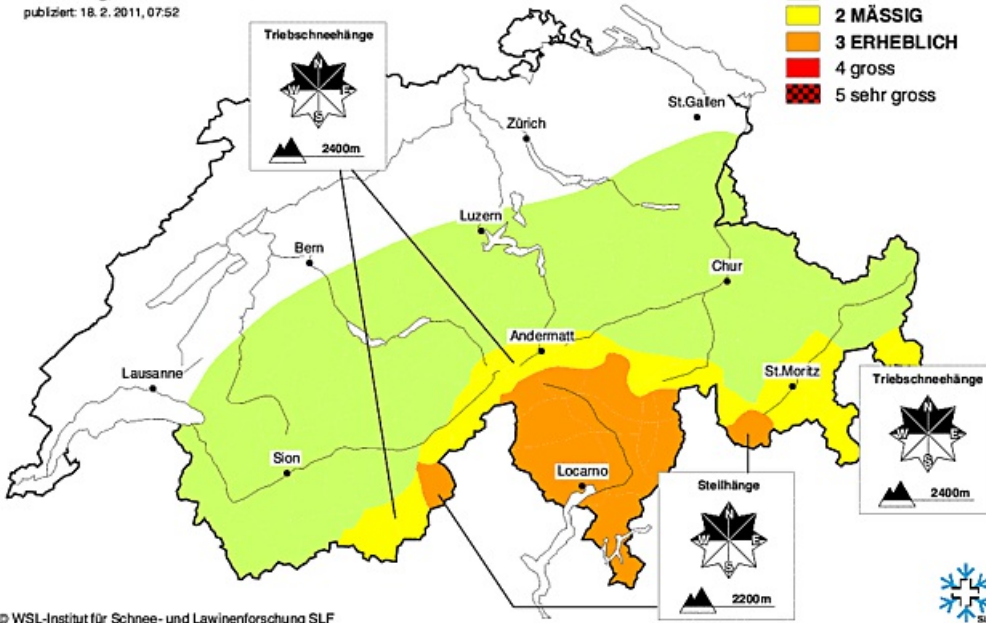 publiziert: 18. 2. 2011, 07:52
2 MÄSSIG
3 ERHEBLICH
4 gross
5 sehr gross
Triebschneehänge
N
W E
S
2400m
St.Gallen
Zürich
Luzern
Bern
Chur
Andermatt
Lausanne
St.Moritz
Triebschneehänge
N
W E
S
2400m
Sion
Locarno
Steilhänge
N
W E
S
2200m
© WSL-Institut für Schnee- und Lawinenforschung SLF